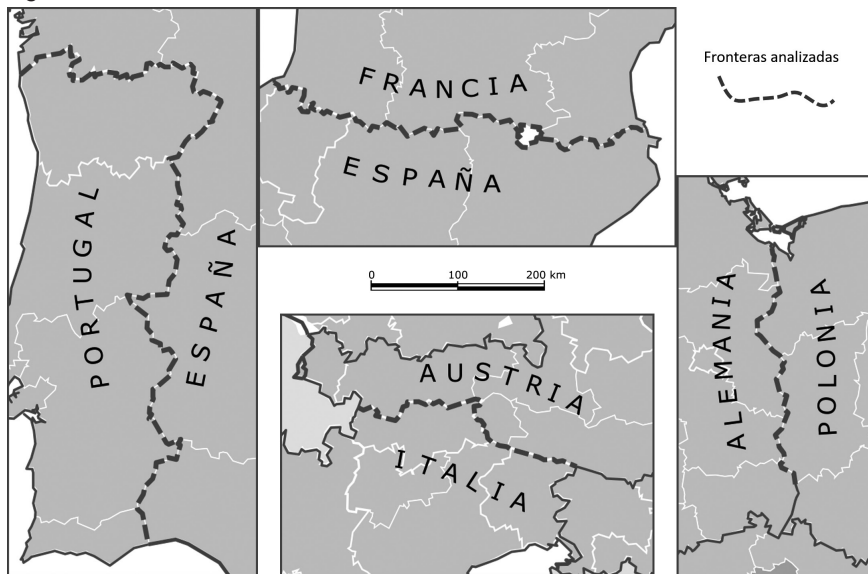 PORTUGAL
ESPAÑA
FRANCIA
ESPAÑA
Fronteras analizadas
0 100 200 km
AUSTRIA
ITALIA
ALEMANIA
POLONIA